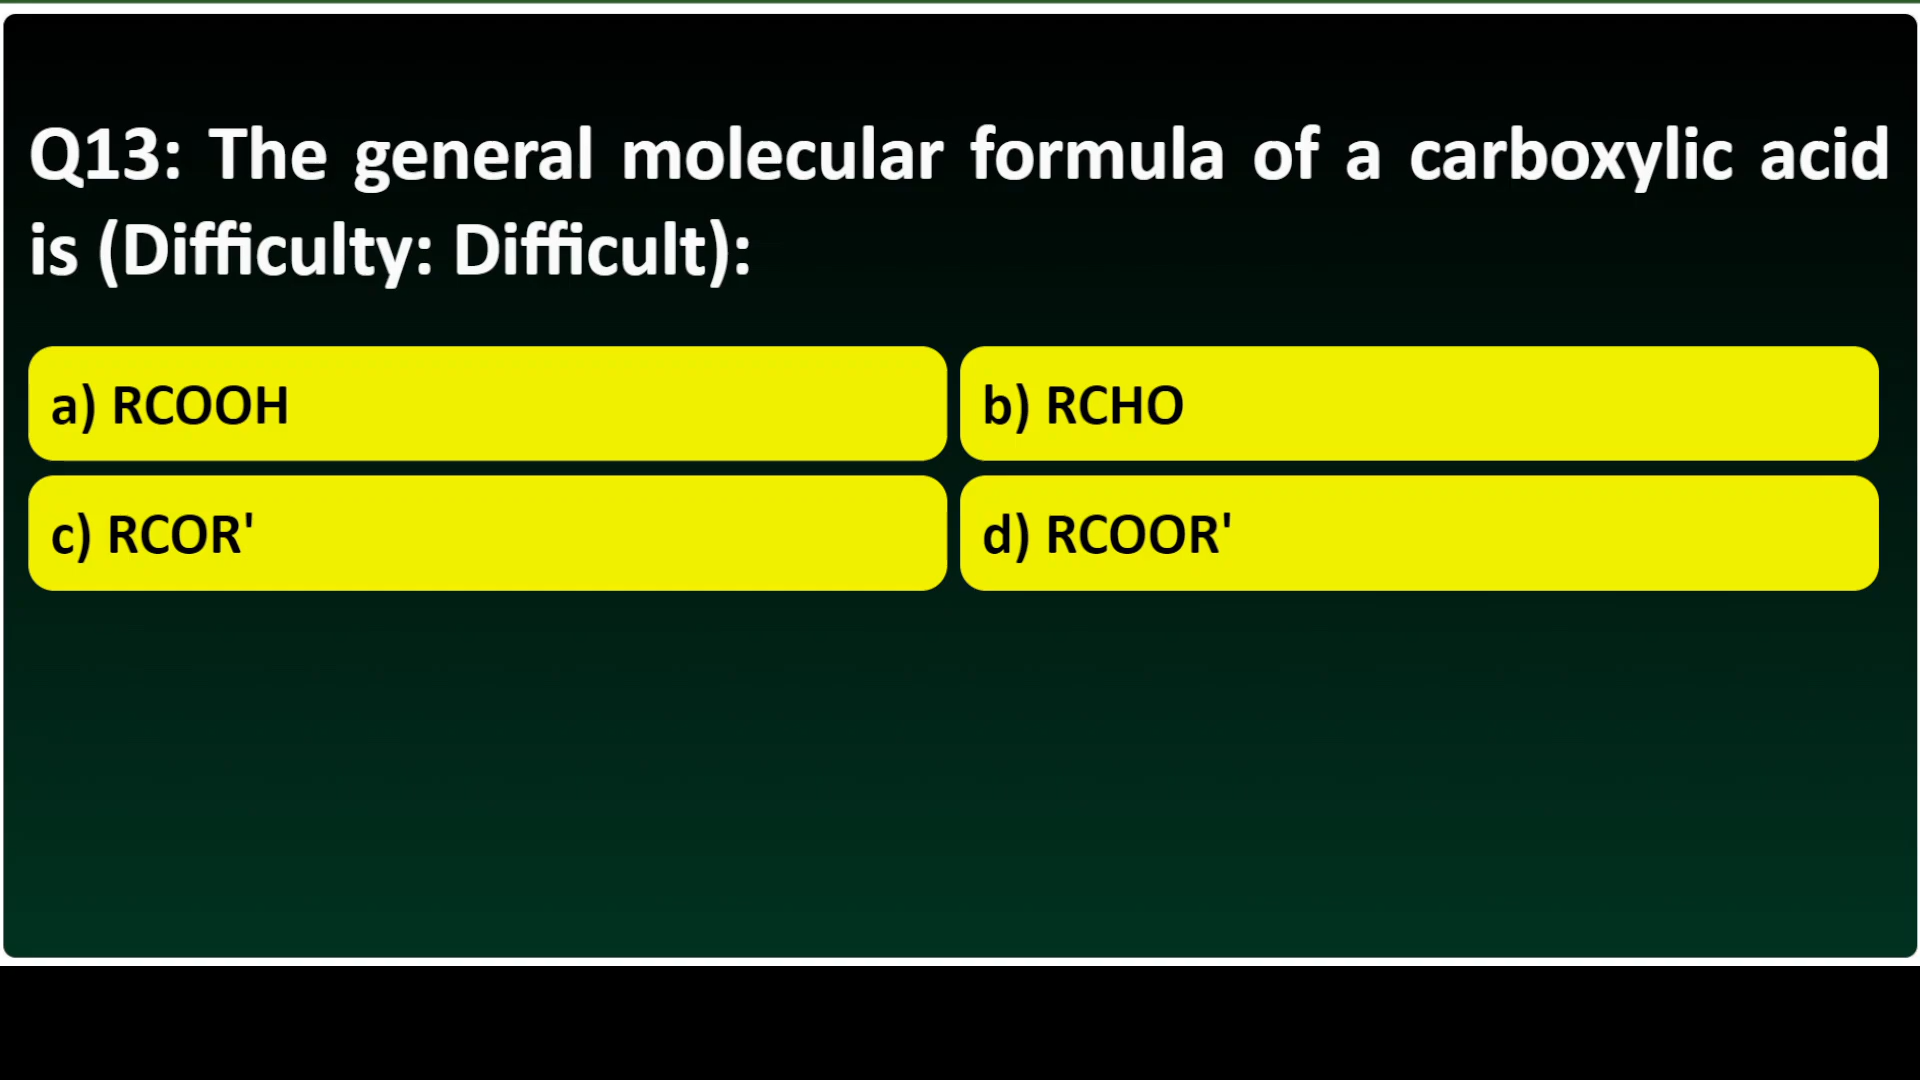 Q13: The general molecular formula of a carboxylic acid
is (Difficulty: Difficult):
a) RCOOH
b) RCHO
c) RCOR'
d) RCOOR'